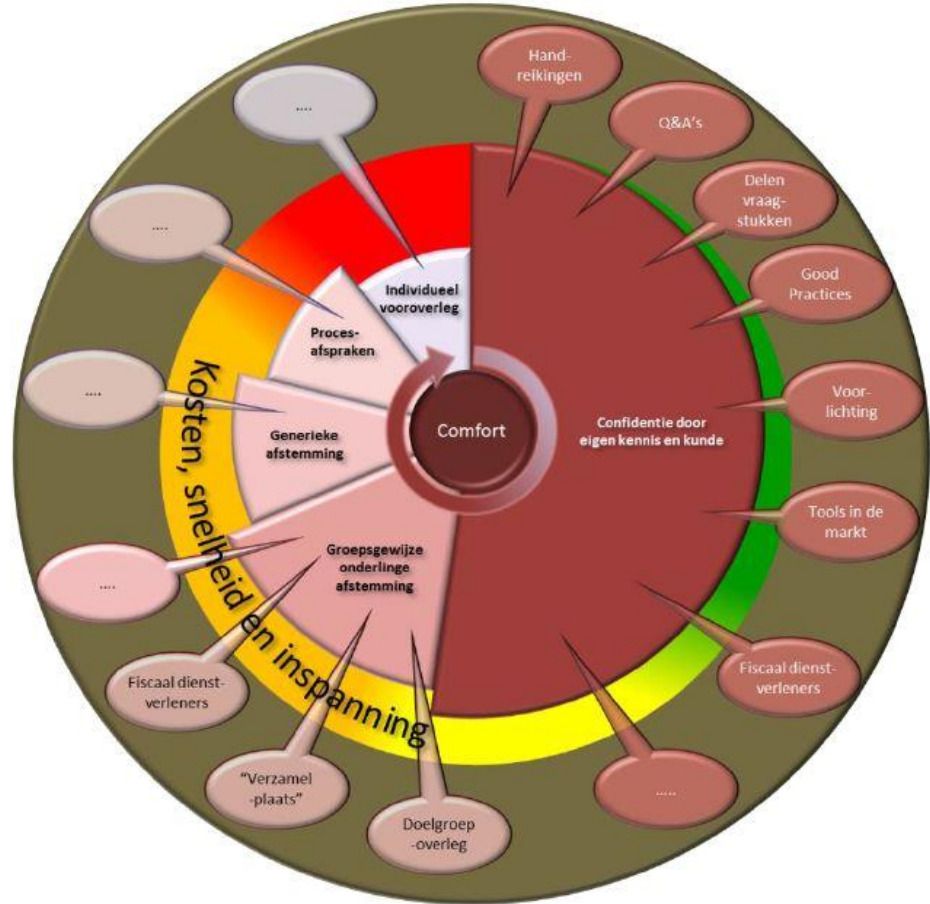 Hand-
reikingen
Q&A's
Delen
vraag-
stukken
Good
Practices
Voor-
lichting
Tools in de
markt
Fiscaal dienst-
verleners
.....
Doelgroep
-overleg
“Verzamel
-plaats”
Fiscaal dienst-
verleners
....
....
....
....
Individueel
vooroverleg
Proces-
afspraken
Generieke
afstemming
Groepsgewijze
onderlinge
afstemming
Comfort
Confidentie door
eigen kennis en kunde
Kosten, snelheid en inspanning